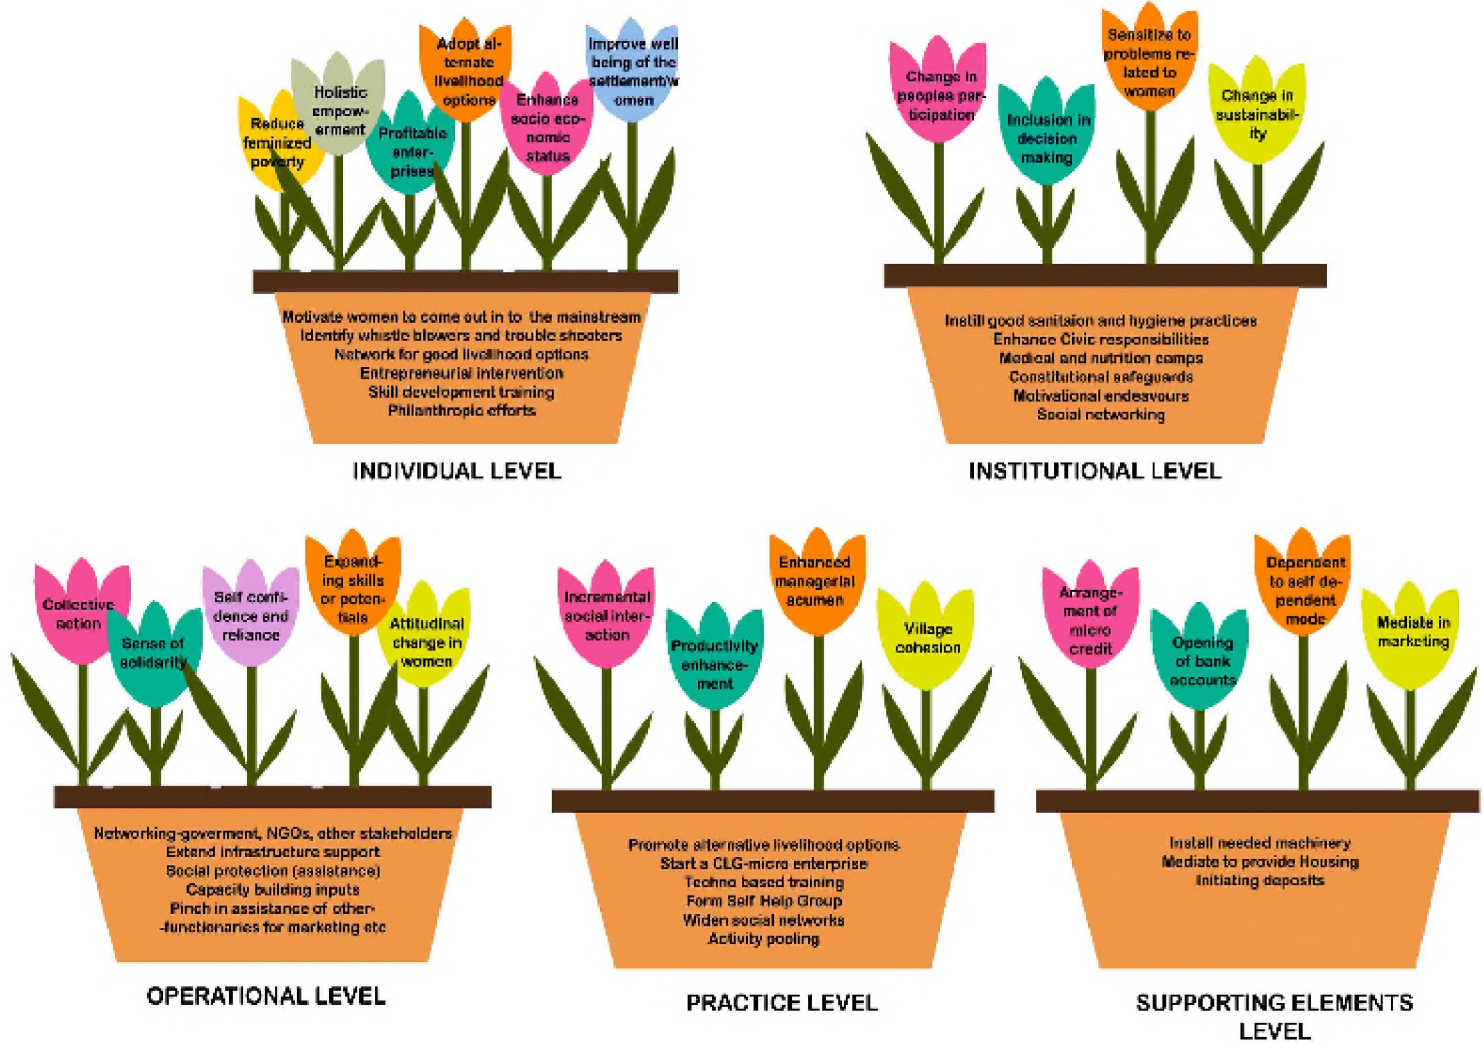 Reduce
feminized
poverty
Holistic
empow-
erment
Profitable
enter-
prises
Adopt al-
ternate
livelihood
options
Enhance
socio eco-
nomic
status
Improve well
being of the
settlement/w
omen
Motivate women to come out in to the mainstream
Identify whistle blowers and trouble shooters
Network for good livelihood options
Entrepreneurial intervention
Skill development training
Philanthropic efforts
INDIVIDUAL LEVEL
Change in
peoples par-
ticipation
Inclusion in
decision
making
Sensitize to
problems re-
lated to
women
Change in
sustainabil-
ity
Instill good sanitaion and hygiene practices
Enhance Civic responsibilities
Medical and nutrition camps
Constitutional safeguards
Motivational endeavours
Social networking
INSTITUTIONAL LEVEL
Collective
action
Sense of
solidarity
Self confi-
dence and
reliance
Expand-
ing skills
or poten-
tials
Attitudinal
change in
women
Networking-goverment, NGOs, other stakeholders
Extend infrastructure support
Social protection (assistance)
Capacity building inputs
Pinch in assistance of other-
-functionaries for marketing etc
OPERATIONAL LEVEL
Incremental
social inter-
action
Productivity
enhance-
ment
Enhanced
managerial
acumen
Village
cohesion
Promote alternative livelihood options
Start a CLG-micro enterprise
Techno based training
Form Self Help Group
Widen social networks
Activity pooling
PRACTICE LEVEL
Arrange-
ment of
micro
credit
Opening
of bank
accounts
Dependent
to self de-
pendent
mode
Mediate in
marketing
Install needed machinery
Mediate to provide Housing
Initiating deposits
SUPPORTING ELEMENTS
LEVEL